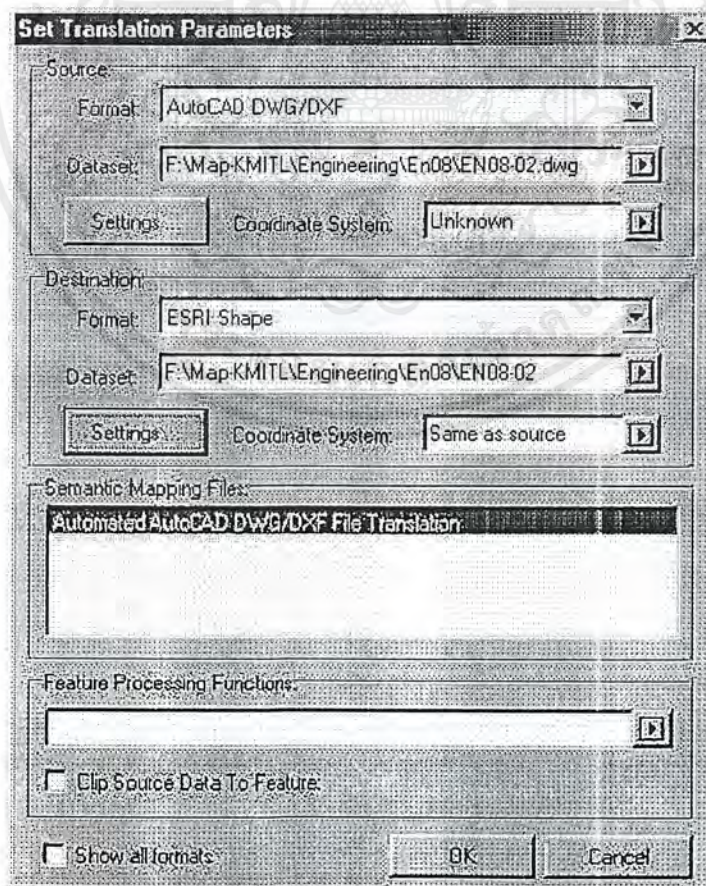 Set Translation Parameters
Source:
Format: AutoCAD DWG/DXF
Dataset: F:\Map-KMITL\Engineering\En08\EN08-02.dwg
Settings... Coordinate System: Unknown
Destination:
Format: ESRI Shape
Dataset: F:\Map-KMITL\Engineering\En08\EN08-02
Settings... Coordinate System: Same as source
Semantic Mapping Files:
Automated AutoCAD DWG/DXF File Translation
Feature Processing Functions:
Clip Source Data To Feature:
Show all formats OK Cancel